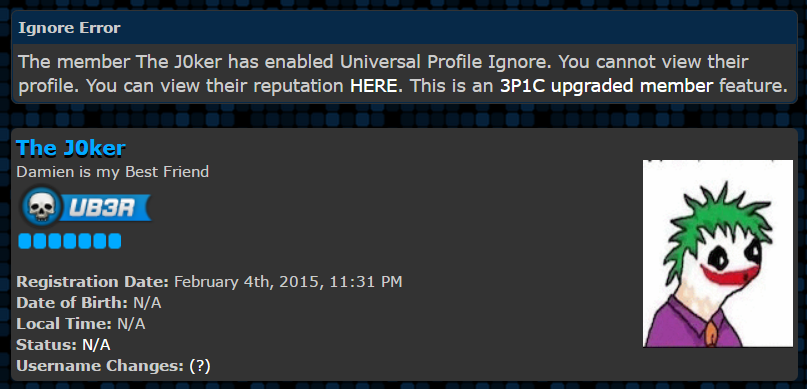 Ignore Error
The member The J0ker has enabled Universal Profile Ignore. You cannot view their
profile. You can view their reputation HERE. This is an 3P1C upgraded member feature.
The J0ker
Damien is my Best Friend
UB3R
Registration Date: February 4th, 2015, 11:31 PM
Date of Birth: N/A
Local Time: N/A
Status: N/A
Username Changes: (?)